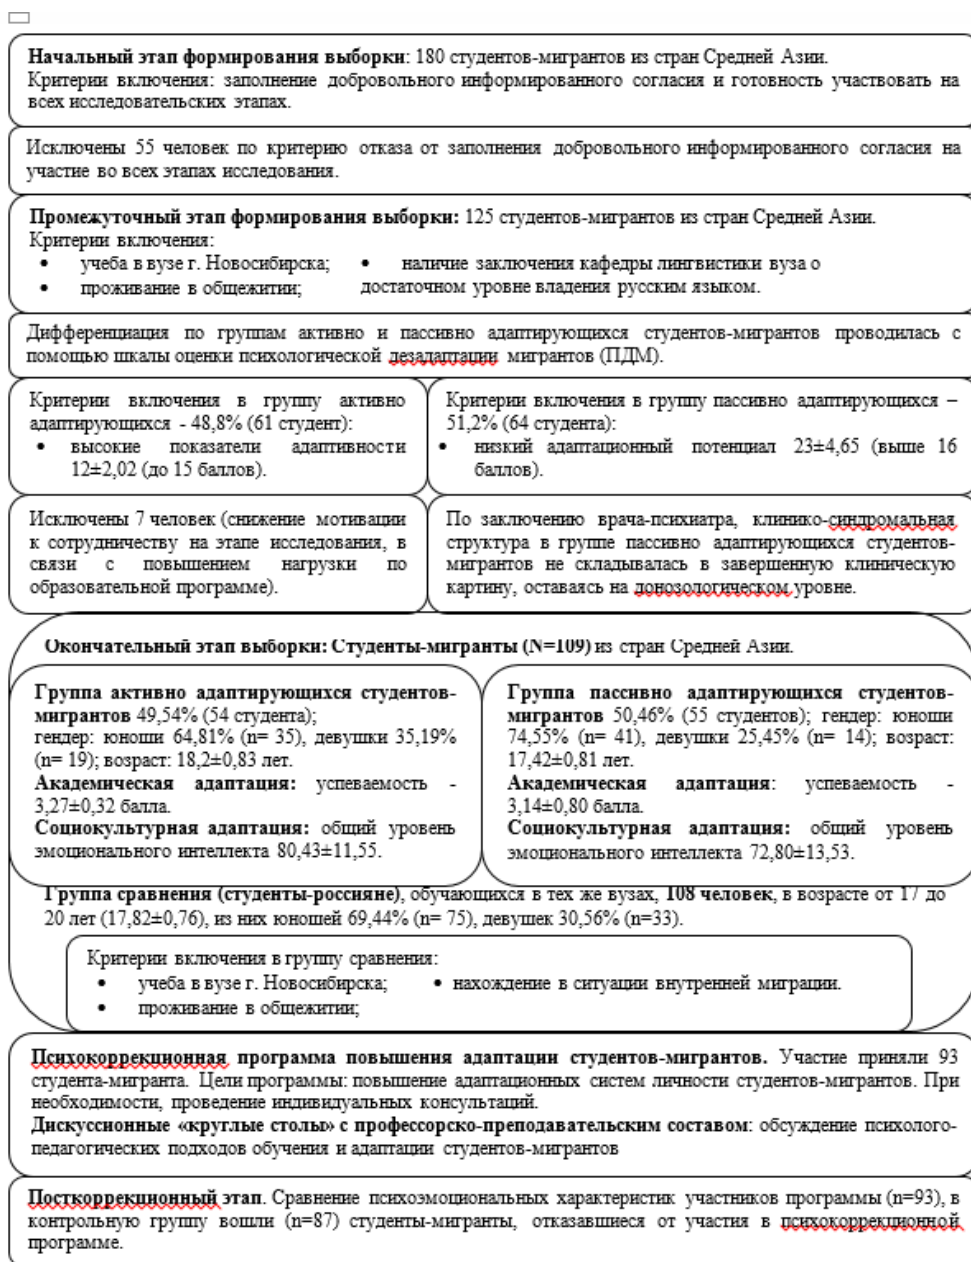 Начальный этап формирования выборки: 180 студентов-мигрантов из стран Средней Азии.
Критерии включения: заполнение добровольного информированного согласия и готовность участвовать на
всех исследовательских этапах.
Исключены 55 человек по критерию отказа от заполнения добровольного информированного согласия на
участие во всех этапах исследования.
Промежуточный этап формирования выборки: 125 студентов-мигрантов из стран Средней Азии.
Критерии включения:
• учеба в вузе г. Новосибирска;
• проживание в общежитии;
• наличие заключения кафедры лингвистики вуза о
достаточном уровне владения русским языком.
Дифференциация по группам активно и пассивно адаптирующихся студентов-мигрантов проводилась с
помощью шкалы оценки психологической дезадаптации мигрантов (ПДМ).
Критерии включения в группу активно
адаптирующихся - 48,8% (61 студент):
• высокие показатели адаптивности
12±2,02 (до 15 баллов).
Критерии включения в группу пассивно адаптирующихся –
51,2% (64 студента):
• низкий адаптационный потенциал 23±4,65 (выше 16
баллов).
Исключены 7 человек (снижение мотивации
к сотрудничеству на этапе исследования, в
связи с повышением нагрузки по
образовательной программе).
По заключению врача-психиатра, клинико-синдромальная
структура в группе пассивно адаптирующихся студентов-
мигрантов не складывалась в завершенную клиническую
картину, оставаясь на донозологическом уровне.
Окончательный этап выборки: Студенты-мигранты (N=109) из стран Средней Азии.
Группа активно адаптирующихся студентов-
мигрантов 49,54% (54 студента);
гендер: юноши 64,81% (n= 35), девушки 35,19%
(n= 19); возраст: 18,2±0,83 лет.
Академическая адаптация: успеваемость -
3,27±0,32 балла.
Социокультурная адаптация: общий уровень
эмоционального интеллекта 80,43±11,55.
Группа пассивно адаптирующихся студентов-
мигрантов 50,46% (55 студентов); гендер: юноши
74,55% (n= 41), девушки 25,45% (n= 14); возраст:
17,42±0,81 лет.
Академическая адаптация: успеваемость -
3,14±0,80 балла.
Социокультурная адаптация: общий уровень
эмоционального интеллекта 72,80±13,53.
Группа сравнения (студенты-россияне), обучающихся в тех же вузах, 108 человек, в возрасте от 17 до
20 лет (17,82±0,76), из них юношей 69,44% (n= 75), девушек 30,56% (n=33).
Критерии включения в группу сравнения:
• учеба в вузе г. Новосибирска; • нахождение в ситуации внутренней миграции.
• проживание в общежитии;
Психокоррекционная программа повышения адаптации студентов-мигрантов. Участие приняли 93
студента-мигранта. Цели программы: повышение адаптационных систем личности студентов-мигрантов. При
необходимости, проведение индивидуальных консультаций.
Дискуссионные «круглые столы» с профессорско-преподавательским составом: обсуждение психолого-
педагогических подходов обучения и адаптации студентов-мигрантов
Посткоррекционный этап. Сравнение психоэмоциональных характеристик участников программы (n=93), в
контрольную группу вошли (n=87) студенты-мигранты, отказавшиеся от участия в психокоррекционной
программе.